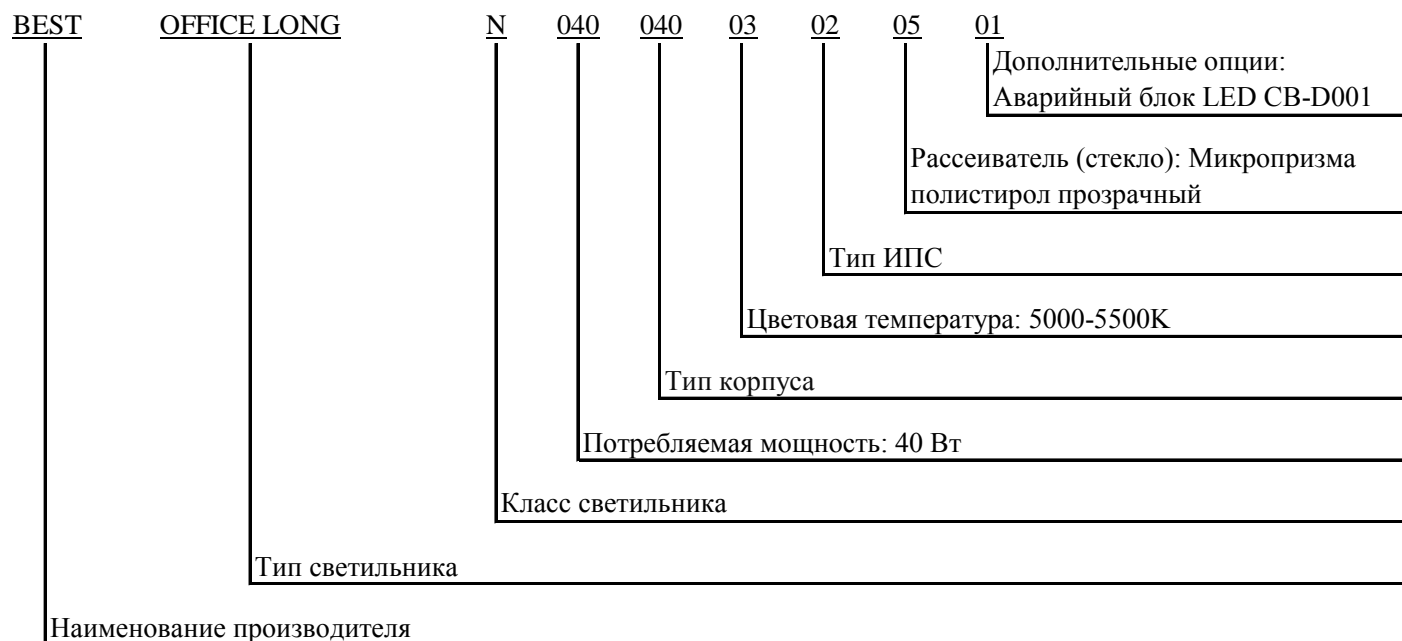 BEST OFFICE LONG N 040 040 03 02 05 01
Дополнительные опции:
Аварийный блок LED CB-D001
Рассеиватель (стекло): Микропризма
полистирол прозрачный
Тип ИПС
Цветовая температура: 5000-5500K
Тип корпуса
Потребляемая мощность: 40 Вт
Класс светильника
Тип светильника
Наименование производителя